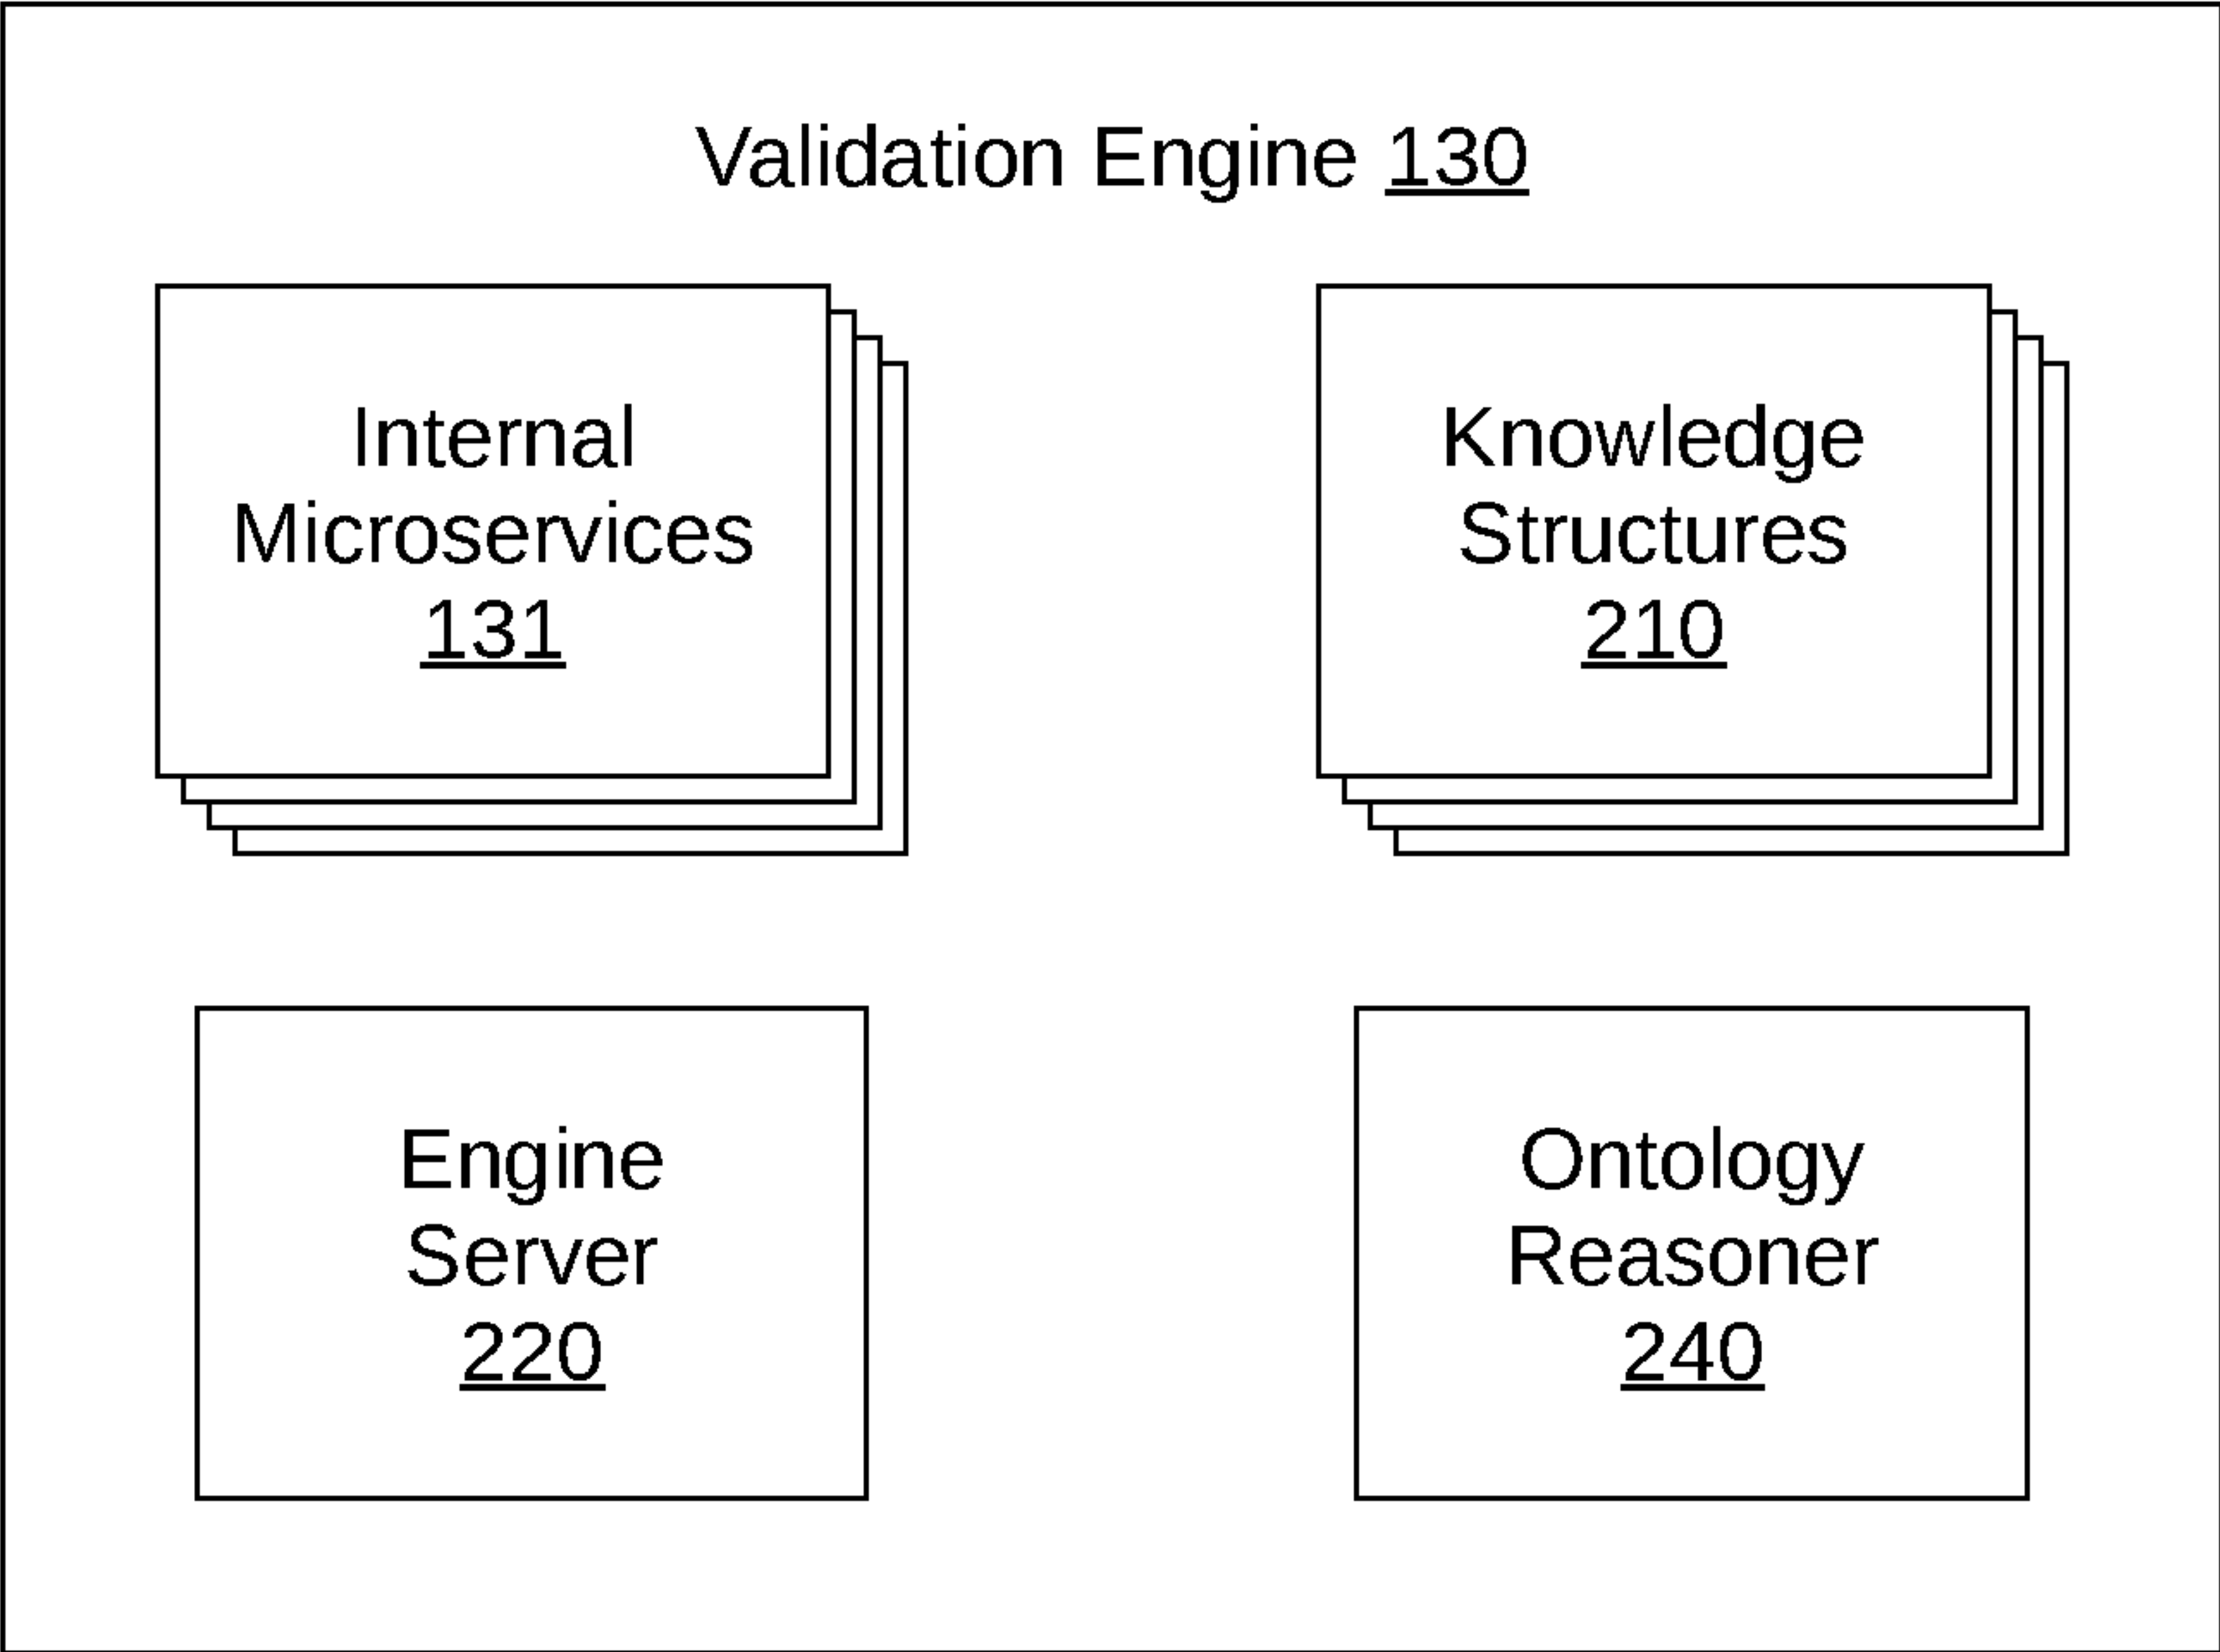 Validation Engine 130
Internal
Microservices
131
Knowledge
Structures
210
Engine
Server
220
Ontology
Reasoner
240